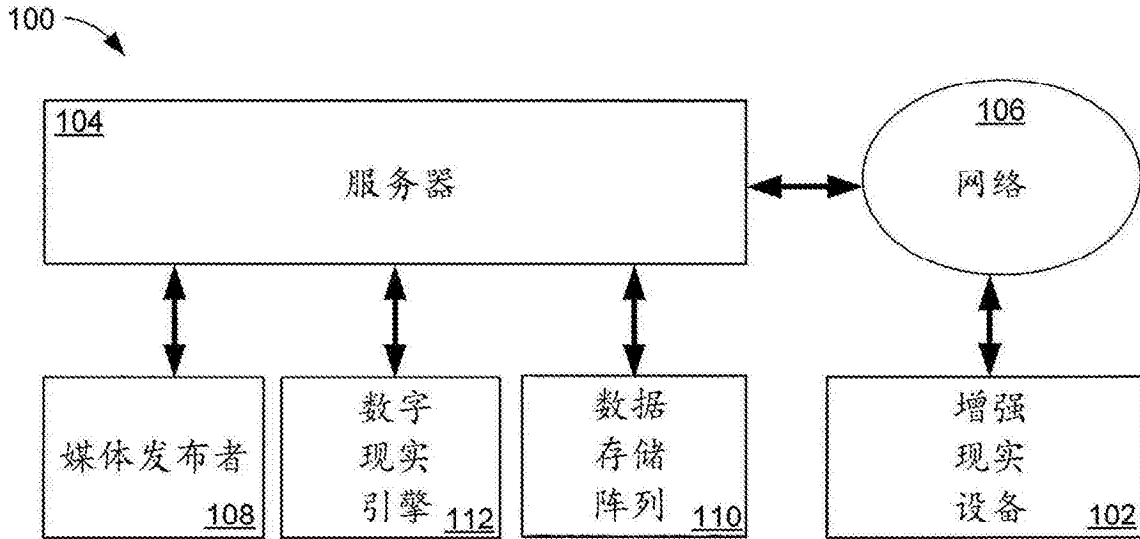 100
104
服务器
106
网络
媒体发布者
108
数字
现实
引擎
112
数据
存储
阵列
110
增强
现实
设备
102